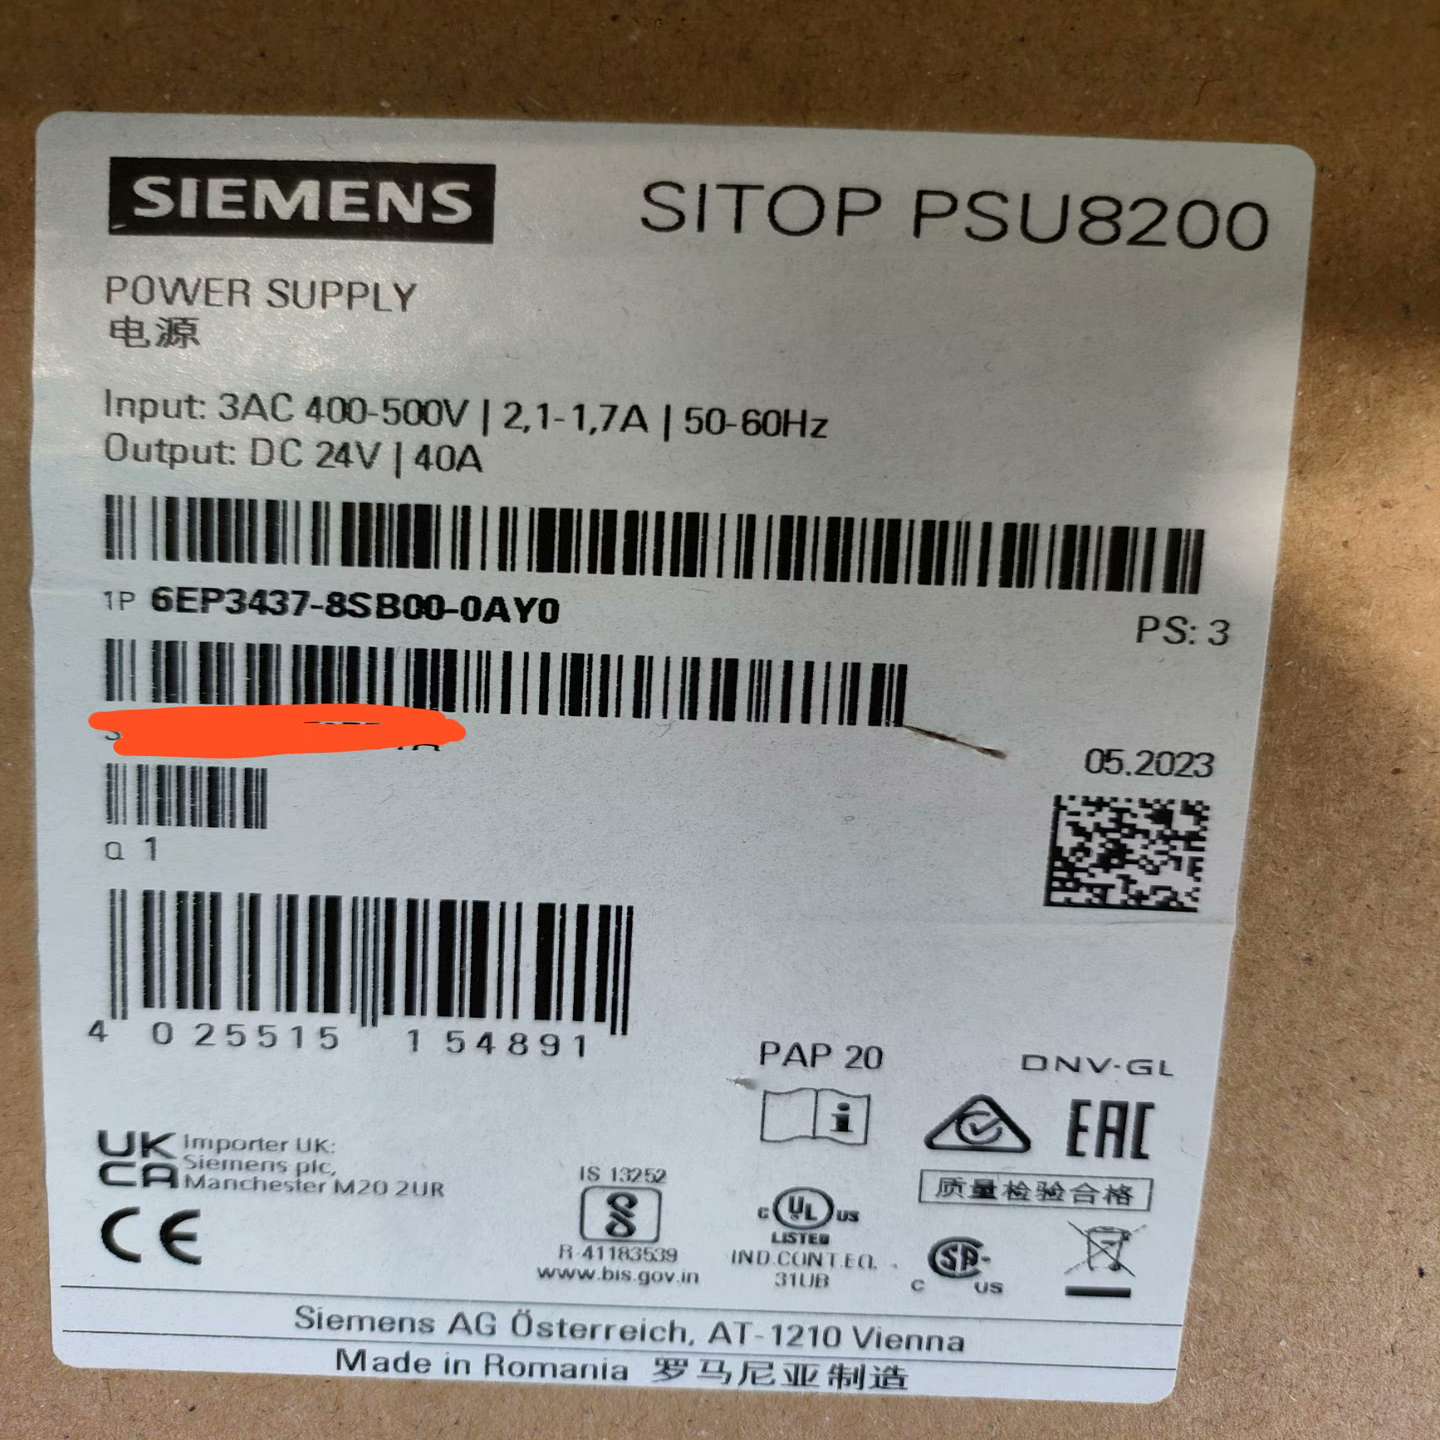 SIEMENS
SITOP PSU8200
POWER SUPPLY
电源
Input: 3AC 400-500V | 2,1-1,7A | 50-60Hz
Output: DC 24V | 40A
1P 6EP3437-8SB00-0AY0
PS: 3
05.2023
Q 1
4 025515 154891
PAP 20
DNV-GL
i
EAC
UK
CA
Importer UK:
Siemens plc,
Manchester M20 2UR
CE
IS 13252
R-41183539
www.bis.gov.in
C UL US
LISTED
IND.CONT.EQ.
31UB
质量检验合格
C SA US
Siemens AG Österreich, AT-1210 Vienna
Made in Romania 罗马尼亚制造